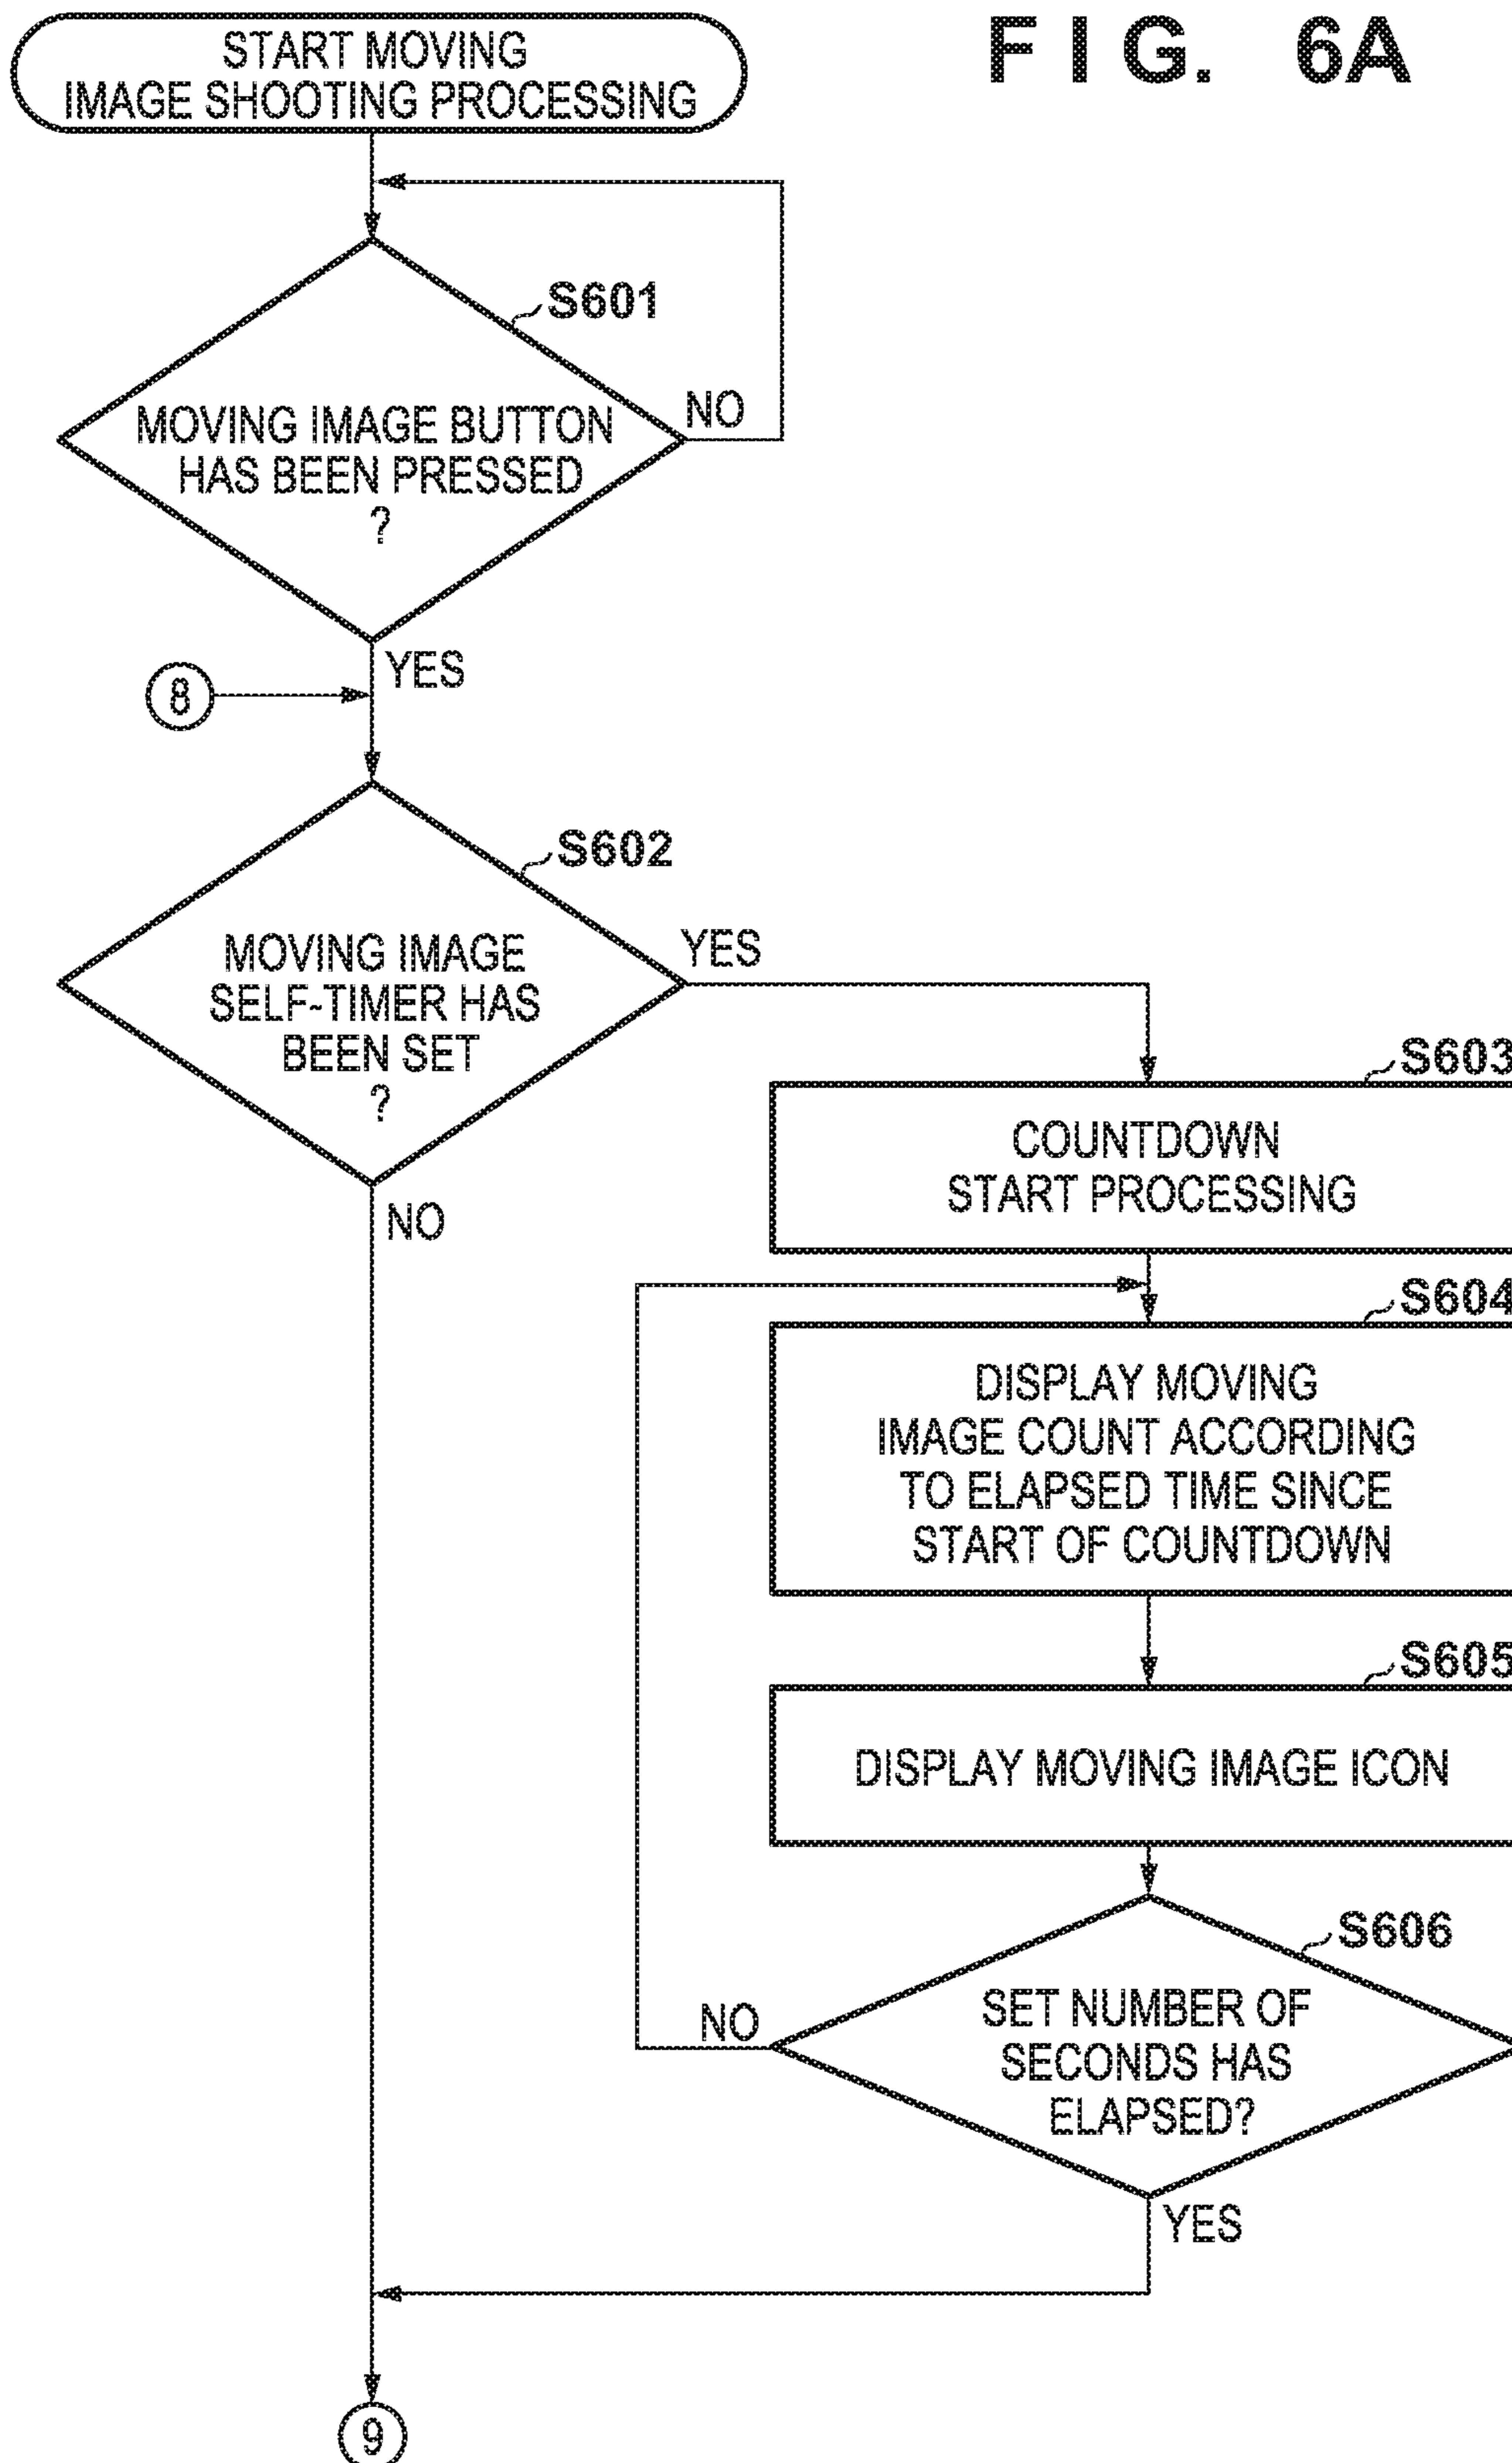 FIG. 6A
START MOVING
IMAGE SHOOTING PROCESSING
S601
MOVING IMAGE BUTTON
HAS BEEN PRESSED
?
NO
YES
8
S602
MOVING IMAGE
SELF-TIMER HAS
BEEN SET
?
YES
NO
S603
COUNTDOWN
START PROCESSING
S604
DISPLAY MOVING
IMAGE COUNT ACCORDING
TO ELAPSED TIME SINCE
START OF COUNTDOWN
S605
DISPLAY MOVING IMAGE ICON
S606
SET NUMBER OF
SECONDS HAS
ELAPSED?
NO
YES
9